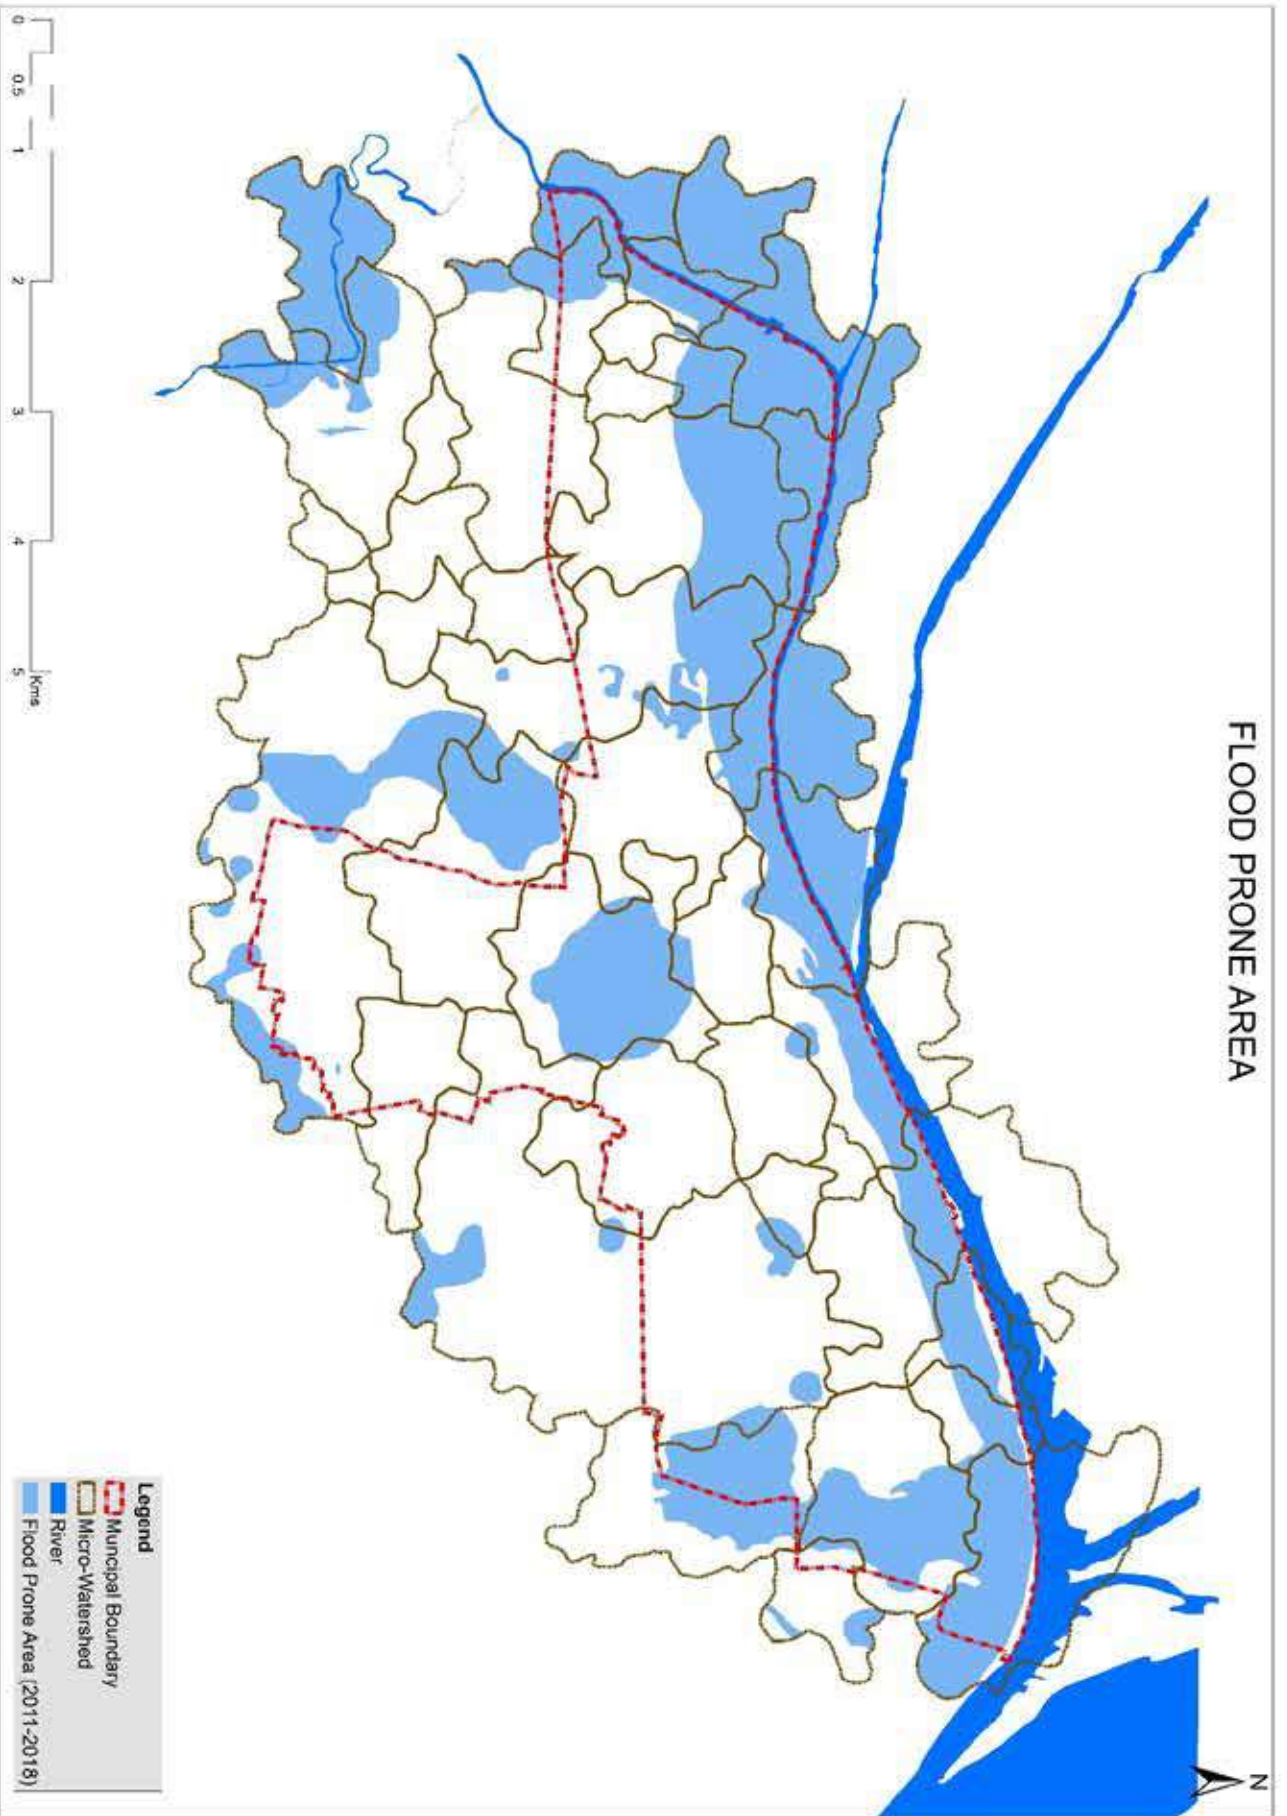 FLOOD PRONE AREA
N
Legend
Muncipal Boundary
Micro-Watershed
River
Flood Prone Area (2011-2018)
0 0.5 1 2 3 4 5
Kms